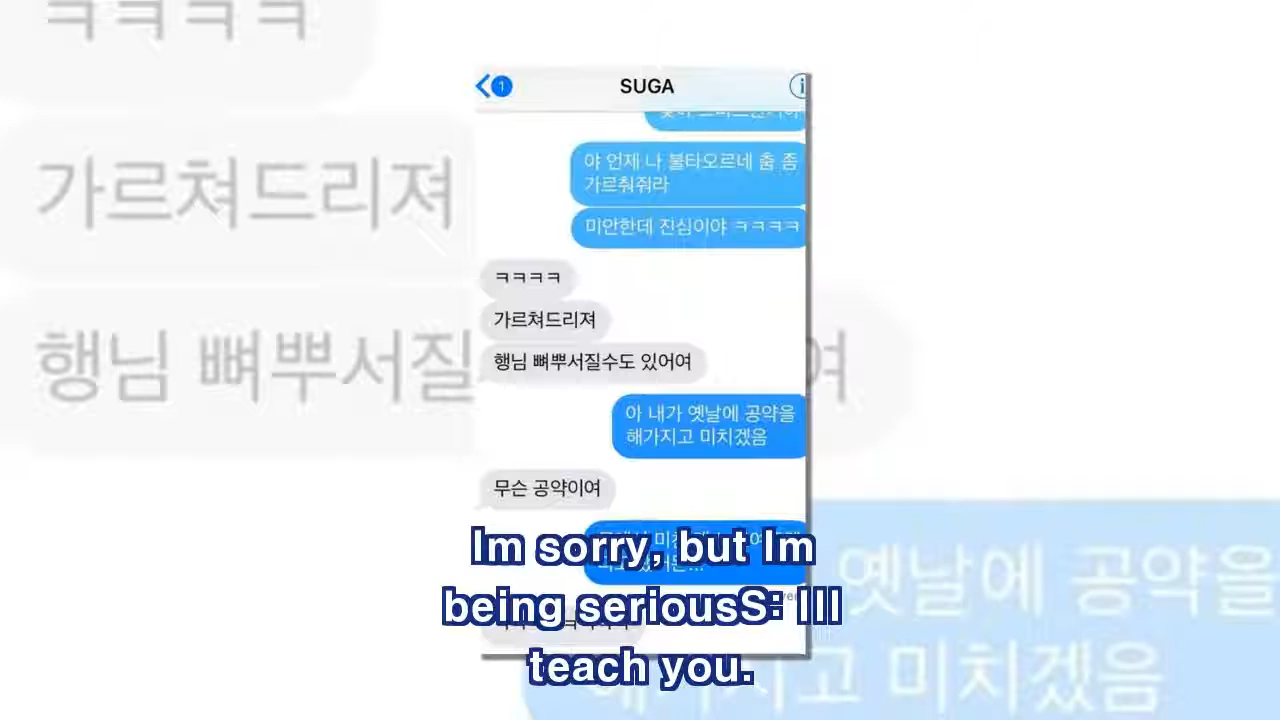 1
SUGA
i
야 언제 나 불타오르네 춤 좀
가르춰줘라
미안한데 진심이야 ㅋㅋㅋㅋ
ㅋㅋㅋㅋ
가르쳐드리져
행님 뼈뿌서질수도 있어여
아 내가 옛날에 공약을
해가지고 미치겠음
무슨 공약이여
Im sorry, but Im
being seriousS: Ill
teach you.
ㅋㅋㅋㅋ
가르쳐드리져
행님 뼈뿌서질
여
옛날에 공약을
고 미치겠음